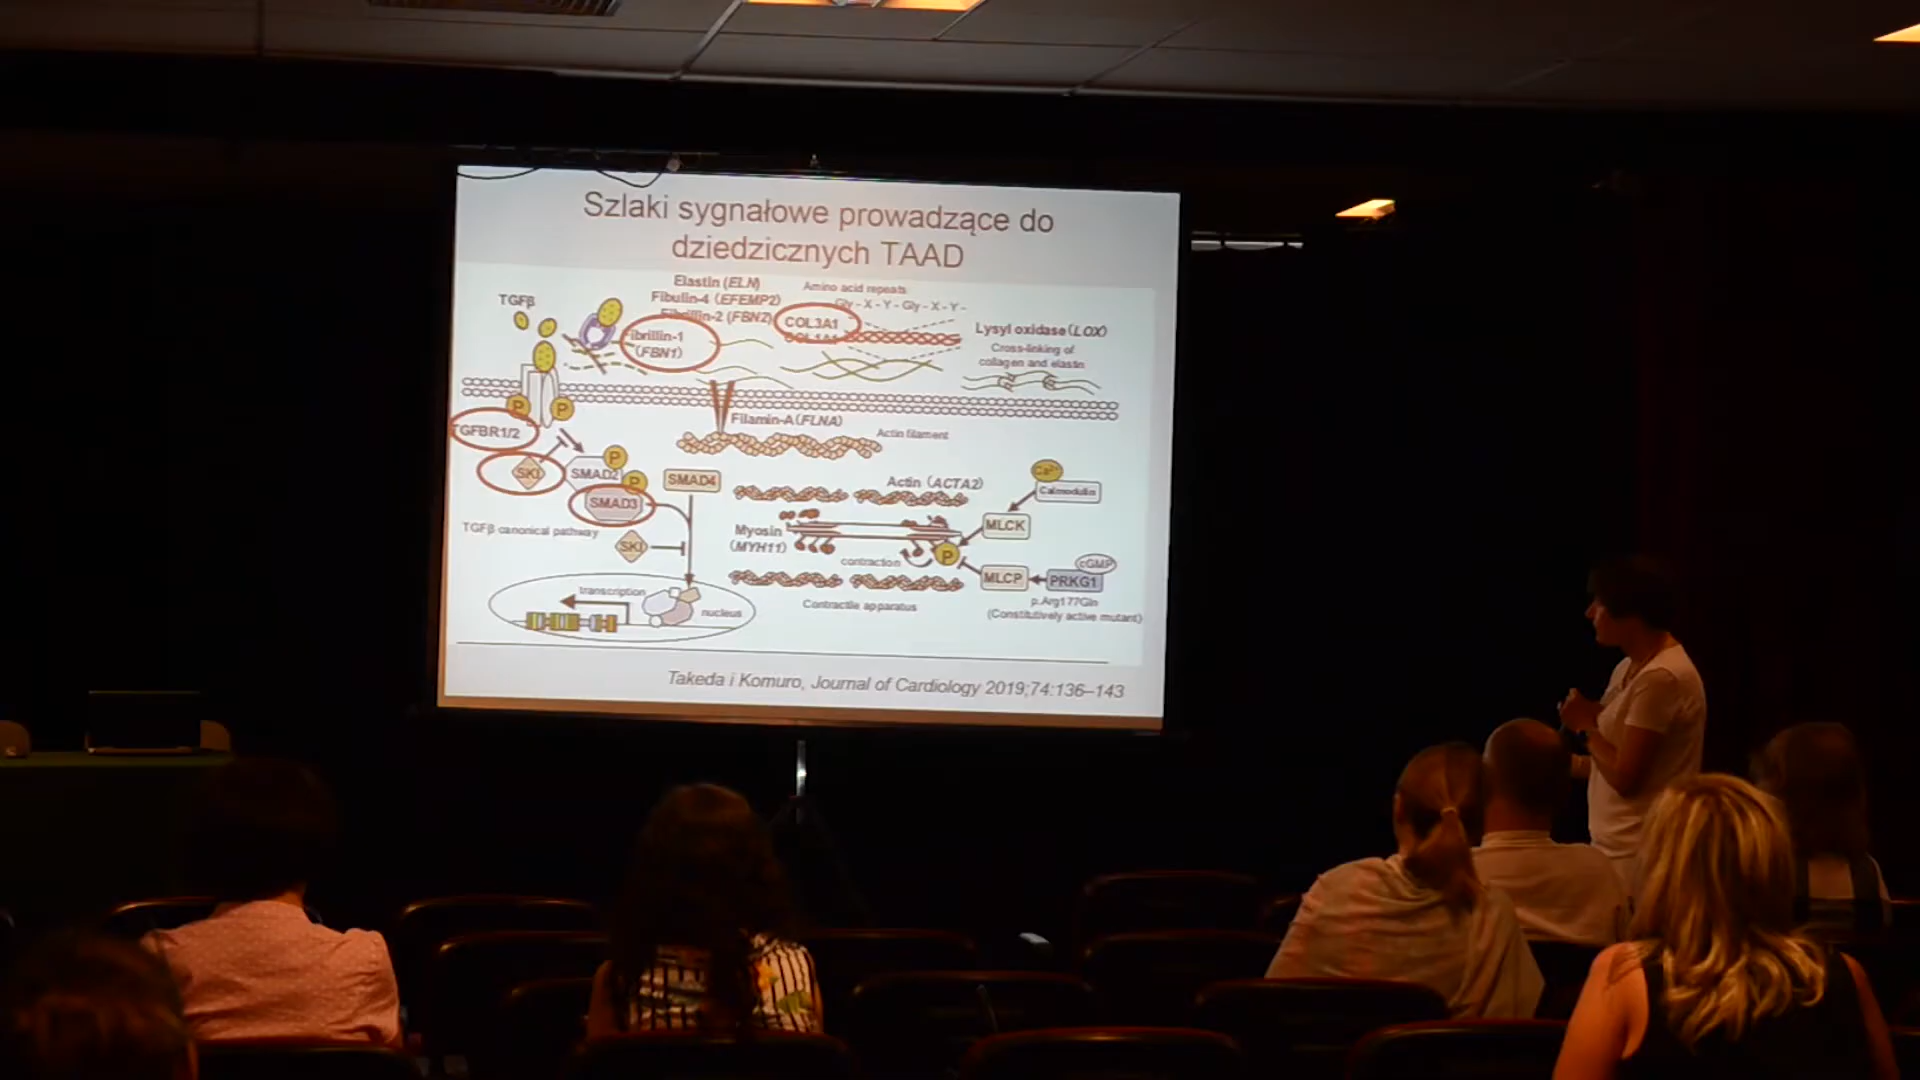 Szlaki sygnałowe prowadzące do
dziedzicznych TAAD
TGFβ
Elastin (ELN)
Fibulin-4 (EFEMP2)
Fibrillin-2 (FBN2)
ibrillin-1
(FBN1)
Amino acid repeats
Gly - X - Y - Gly - X - Y -
COL3A1
COL1A1
Lysyl oxidase (LOX)
Cross-linking of
collagen and elastin
P
P
TGFBR1/2
Filamin-A (FLNA)
Actin filament
SKI
SMAD2
P
P
SMAD3
SMAD4
TGFβ canonical pathway
SKI
transcription
nucleus
Actin (ACTA2)
Myosin
(MYH11)
contraction
Contractile apparatus
Ca2+
Calmodulin
MLCK
P
MLCP
PRKG1
cGMP
p.Arg177Gln
(Constitutively active mutant)
Takeda i Komuro, Journal of Cardiology 2019;74:136–143